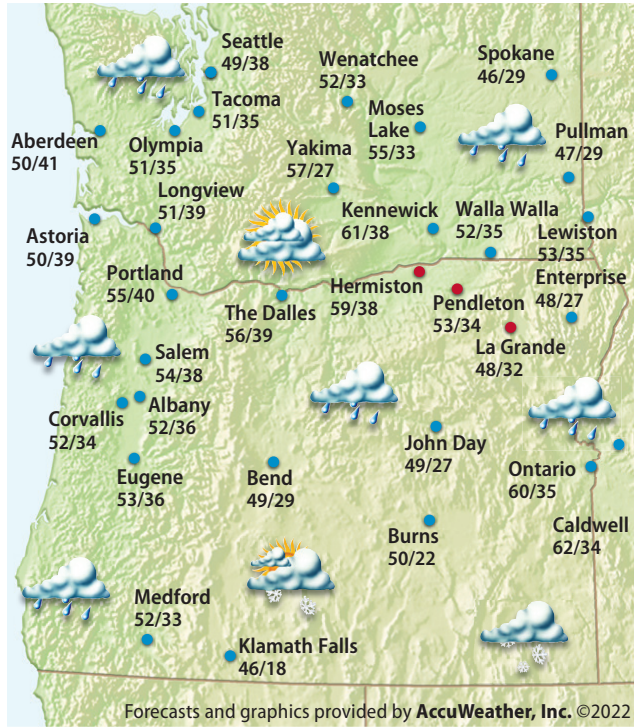 Seattle
49/38
Wenatchee
52/33
Spokane
46/29
Tacoma
51/35
Moses
Lake
55/33
Aberdeen
50/41
Olympia
51/35
Yakima
57/27
Pullman
47/29
Longview
51/39
Kennewick
61/38
Walla Walla
52/35
Lewiston
53/35
Astoria
50/39
Portland
55/40
The Dalles
56/39
Hermiston
59/38
Pendleton
53/34
Enterprise
48/27
La Grande
48/32
Salem
54/38
Corvallis
52/34
Albany
52/36
John Day
49/27
Eugene
53/36
Bend
49/29
Ontario
60/35
Burns
50/22
Caldwell
62/34
Medford
52/33
Klamath Falls
46/18
Forecasts and graphics provided by AccuWeather, Inc. ©2022